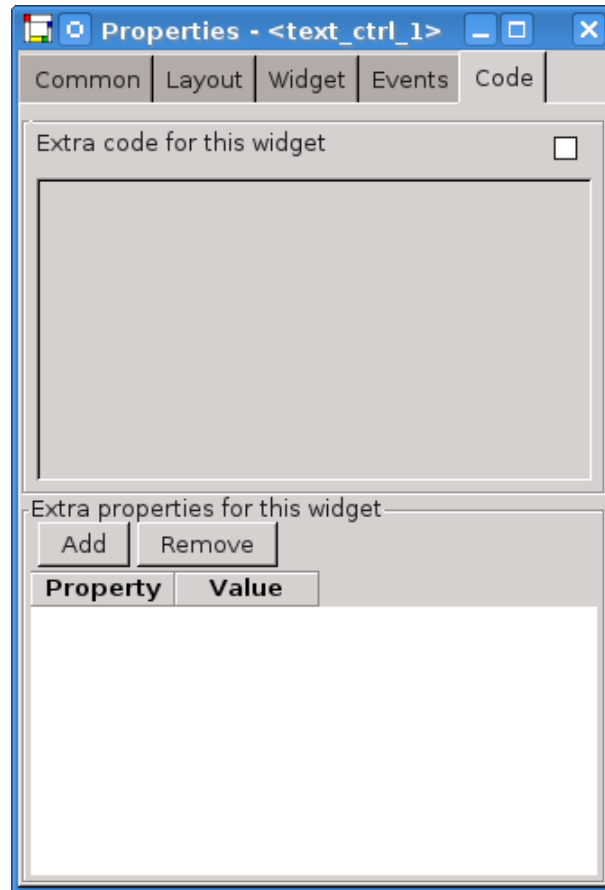 Properties - <text_ctrl_1>
Common Layout Widget Events Code
Extra code for this widget
Extra properties for this widget
Add Remove
Property Value